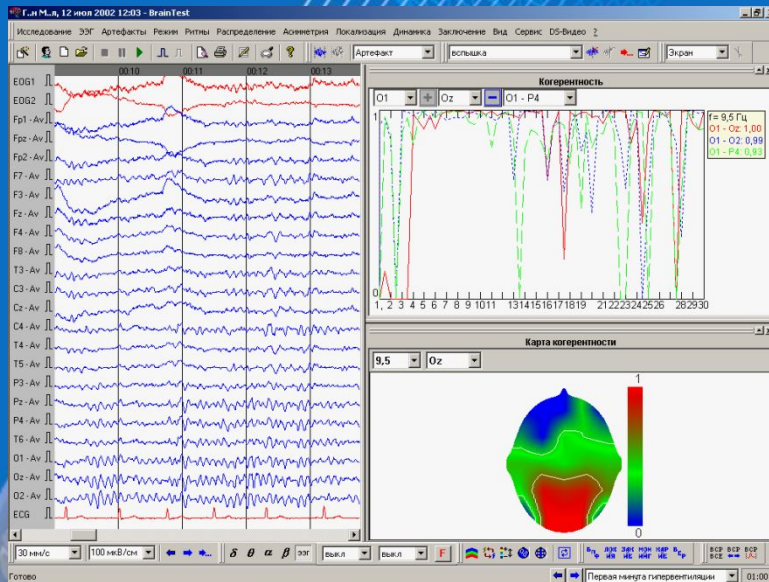 Г..н М..л, 12 июл 2002 12:03 - BrainTest
Исследование ЭЭГ Артефакты Режим Ритмы Распределение Асимметрия Локализация Динамика Заключение Вид Сервис DS-Видео ?
Артефакт вспышка Экран
00:10 00:11 00:12 00:13
EOG1
EOG2
Fp1 - Av
Fpz - Av
Fp2 - Av
F7 - Av
F3 - Av
Fz - Av
F4 - Av
F8 - Av
T3 - Av
C3 - Av
Cz - Av
C4 - Av
T4 - Av
T5 - Av
P3 - Av
Pz - Av
P4 - Av
T6 - Av
O1 - Av
Oz - Av
O2 - Av
ECG
Когерентность
O1 Oz O1 - P4
1
f= 9,5 Гц
O1 - Oz: 1,00
O1 - O2: 0,99
O1 - P4: 0,93
0
1, 2 3 4 5 6 7 8 9 1011 131415161718 19 2122232425 26 282930
Карта когерентности
9,5 Oz
1
0
30 мм/с 100 мкВ/см δ θ α β ЭЭГ выкл выкл F
Готово Первая минута гипервентиляции 01:00